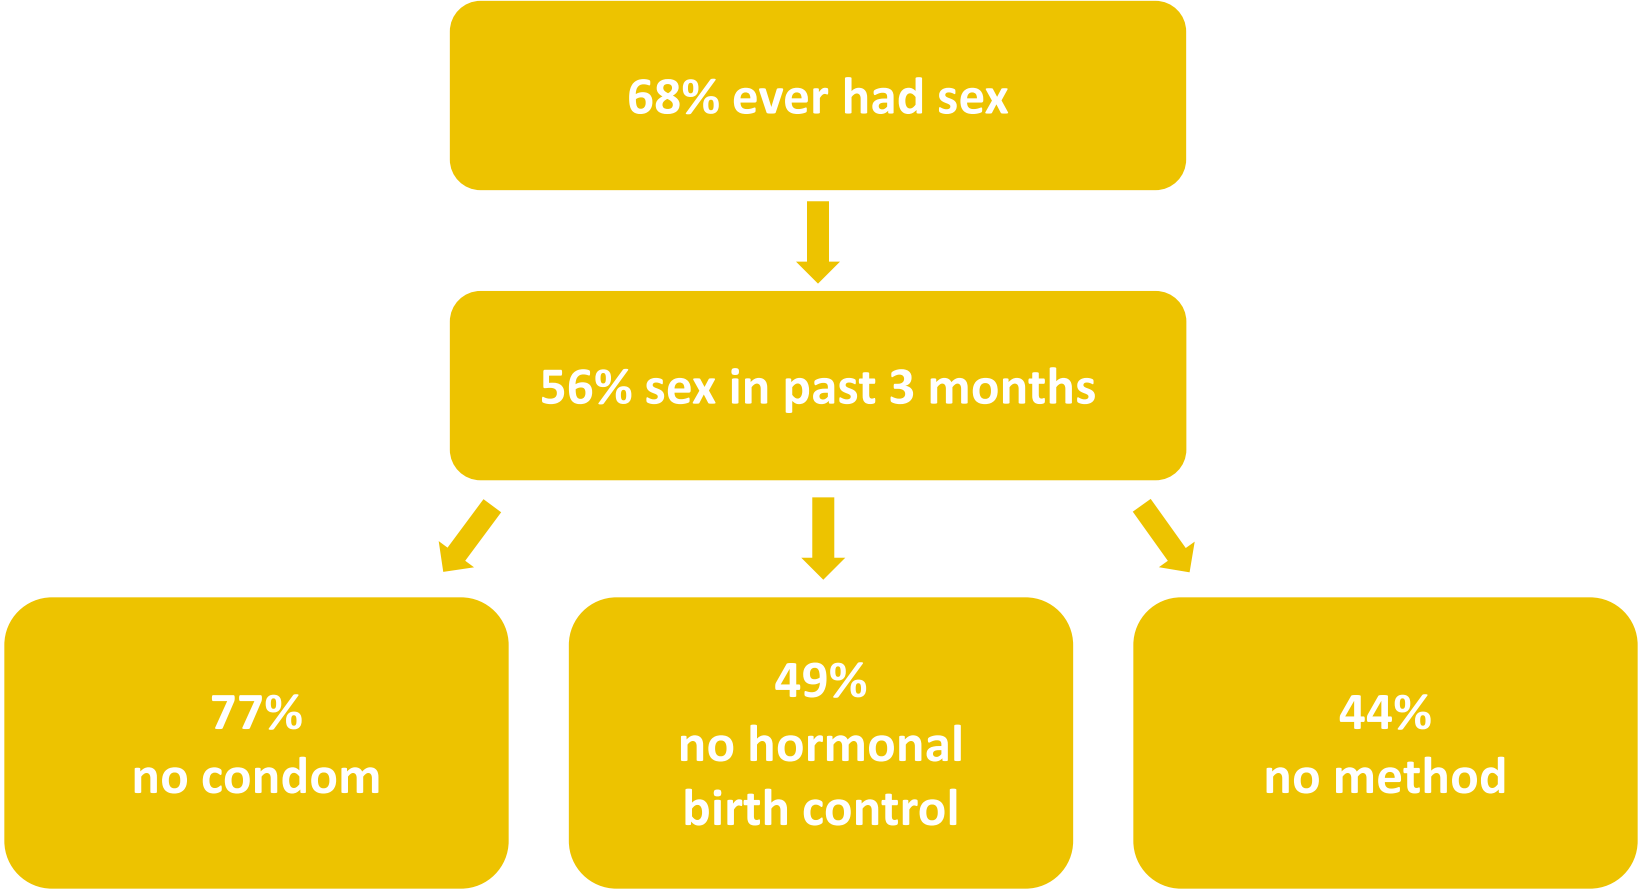 68% ever had sex
56% sex in past 3 months
77%
no condom
49%
no hormonal
birth control
44%
no method